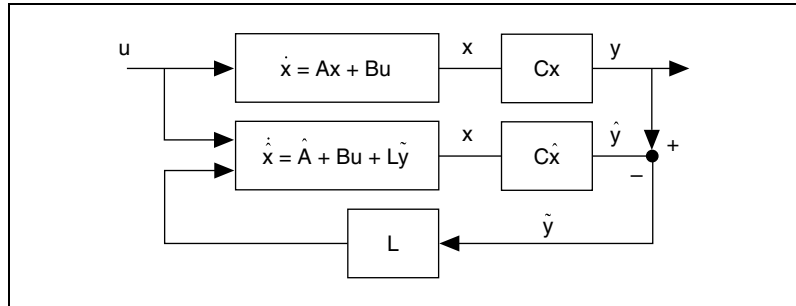 u
ẋ = Ax + Bu
x
Cx
y
x̂̇ = Â + Bu + Lỹ
x
Cx̂
ŷ
+
–
L
ỹ